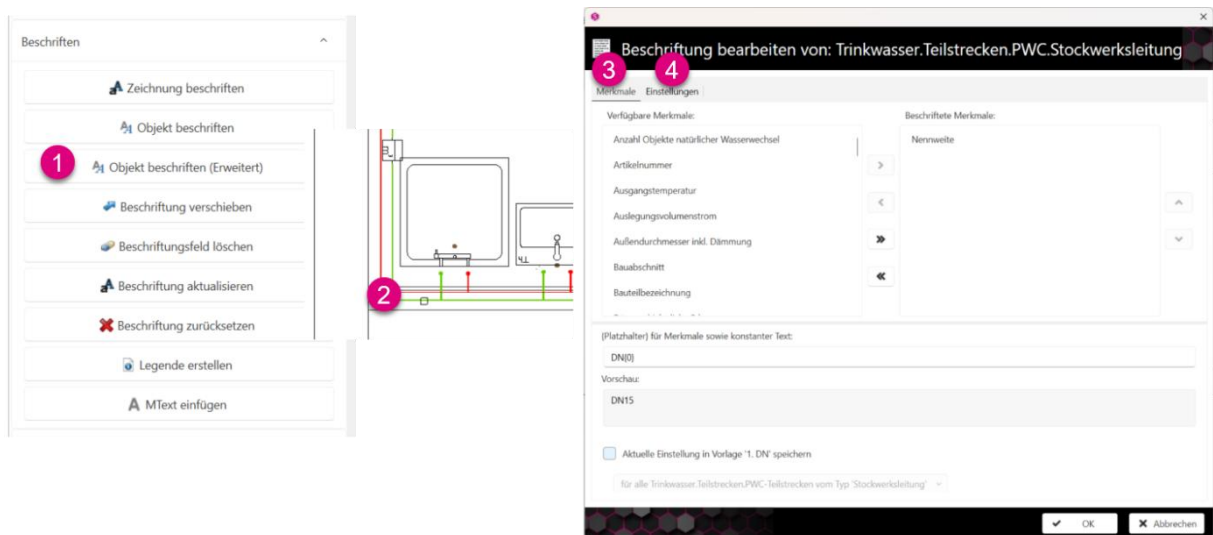 Beschriften
Zeichnung beschriften
Objekt beschriften
1
Objekt beschriften (Erweitert)
Beschriftung verschieben
Beschriftungsfeld löschen
Beschriftung aktualisieren
Beschriftung zurücksetzen
Legende erstellen
MText einfügen
2
Beschriftung bearbeiten von: Trinkwasser.Teilstrecken.PWC.Stockwerksleitung
3 4
Merkmale Einstellungen
Verfügbare Merkmale: Beschriftete Merkmale:
Anzahl Objekte natürlicher Wasserwechsel Nennweite
Artikelnummer
Ausgangstemperatur
Auslegungsvolumenstrom
Außendurchmesser inkl. Dämmung
Bauabschnitt
Bauteilbezeichnung
{Platzhalter} für Merkmale sowie konstanter Text:
DN{0}
Vorschau:
DN15
Aktuelle Einstellung in Vorlage '1. DN' speichern
für alle Trinkwasser.Teilstrecken.PWC-Teilstrecken vom Typ 'Stockwerksleitung'
OK Abbrechen